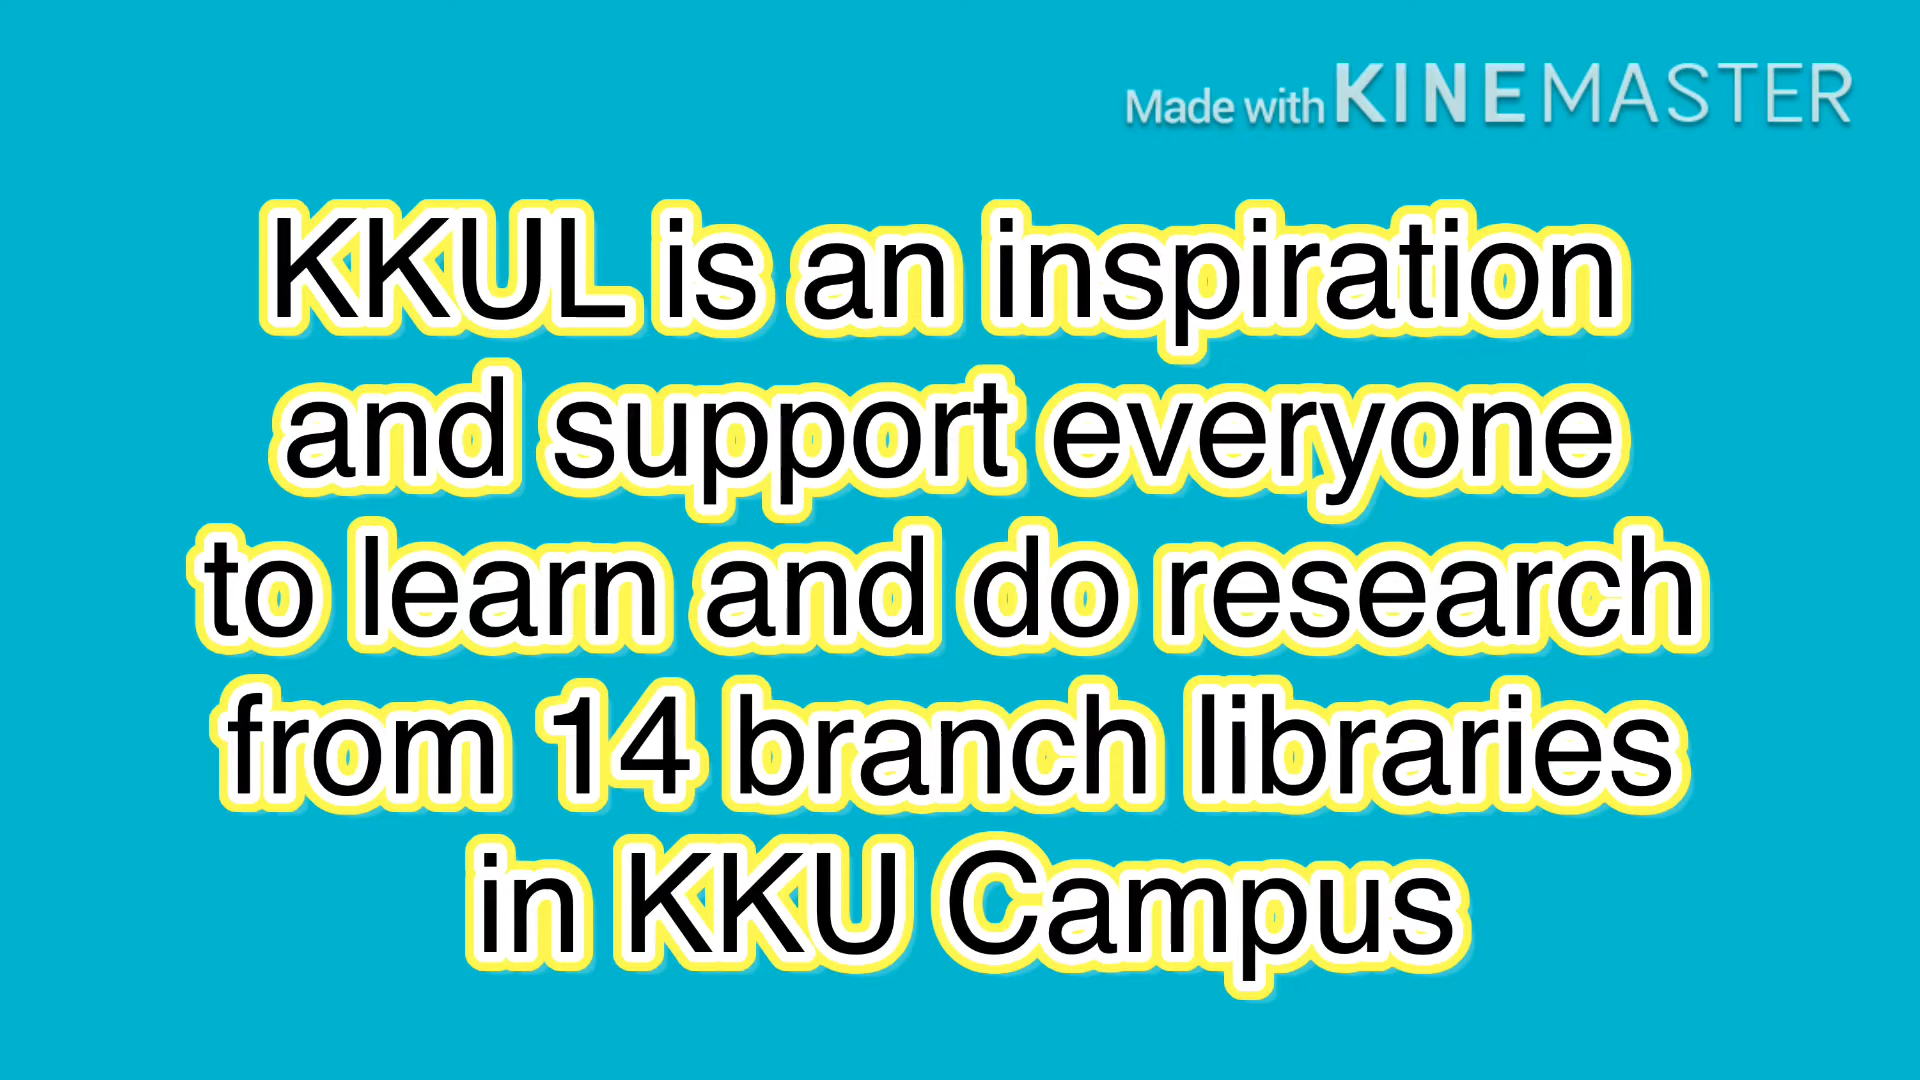 Made with KINEMASTER
KKUL is an inspiration
and support everyone
to learn and do research
from 14 branch libraries
in KKU Campus